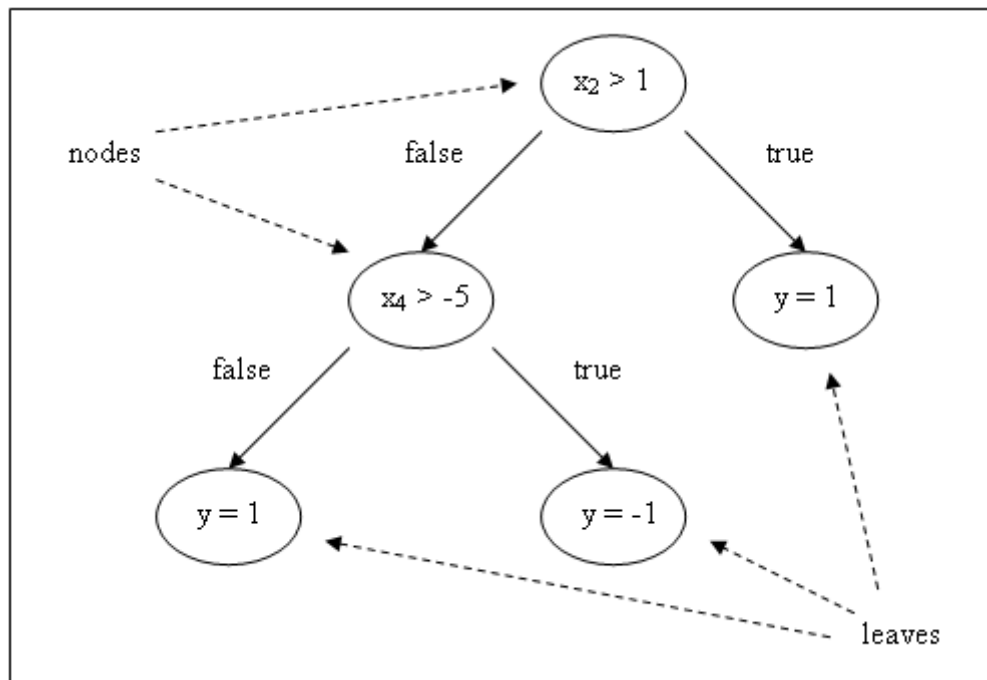 x₂ > 1
nodes
false
true
x₄ > -5
y = 1
false
true
y = 1
y = -1
leaves